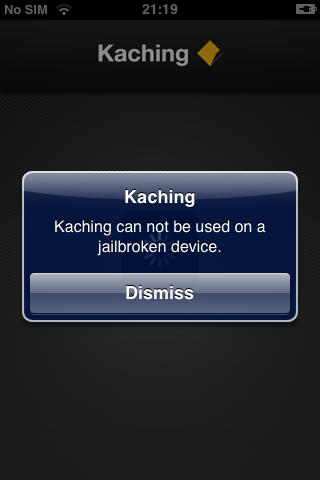 No SIM 21:19
Kaching
Kaching
Kaching can not be used on a
jailbroken device.
Dismiss